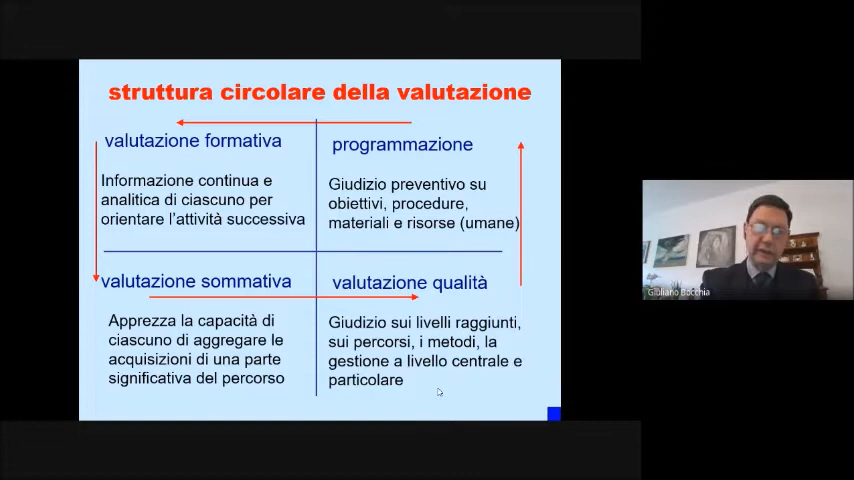 struttura circolare della valutazione
valutazione formativa
Informazione continua e
analitica di ciascuno per
orientare l'attività successiva
programmazione
Giudizio preventivo su
obiettivi, procedure,
materiali e risorse (umane)
valutazione sommativa
Apprezza la capacità di
ciascuno di aggregare le
acquisizioni di una parte
significativa del percorso
valutazione qualità
Giudizio sui livelli raggiunti,
sui percorsi, i metodi, la
gestione a livello centrale e
particolare
Giuliano Bocchia